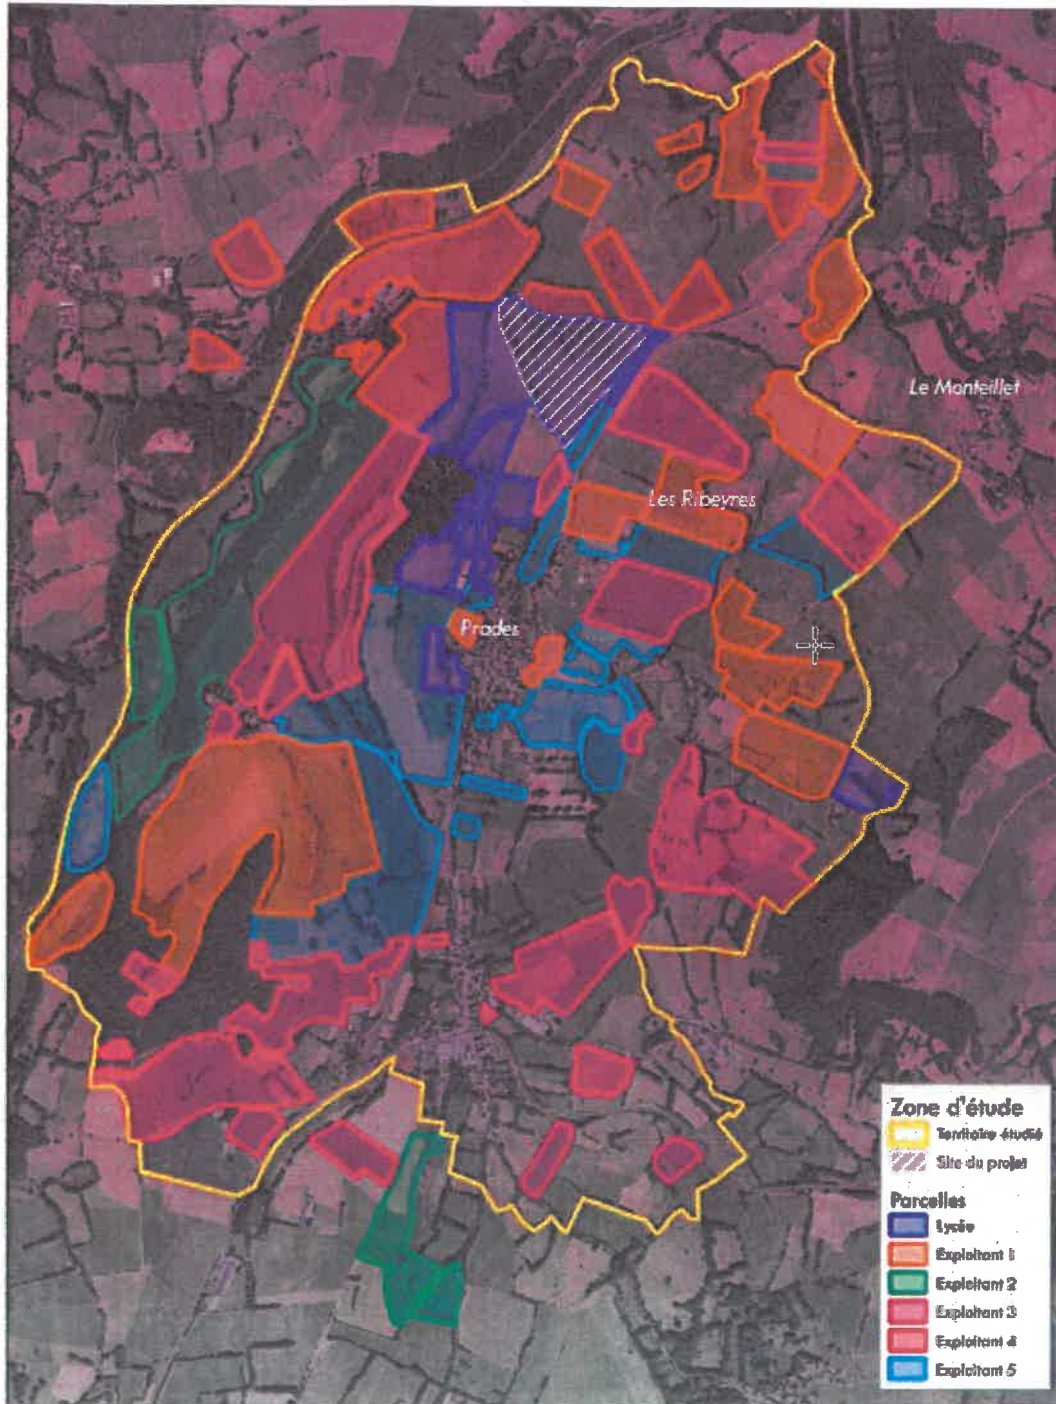 Le Monteillet
Les Ribeyres
Prades
Zone d'étude
Territoire étudié
Site du projet
Parcelles
Lycée
Exploitant 1
Exploitant 2
Exploitant 3
Exploitant 4
Exploitant 5